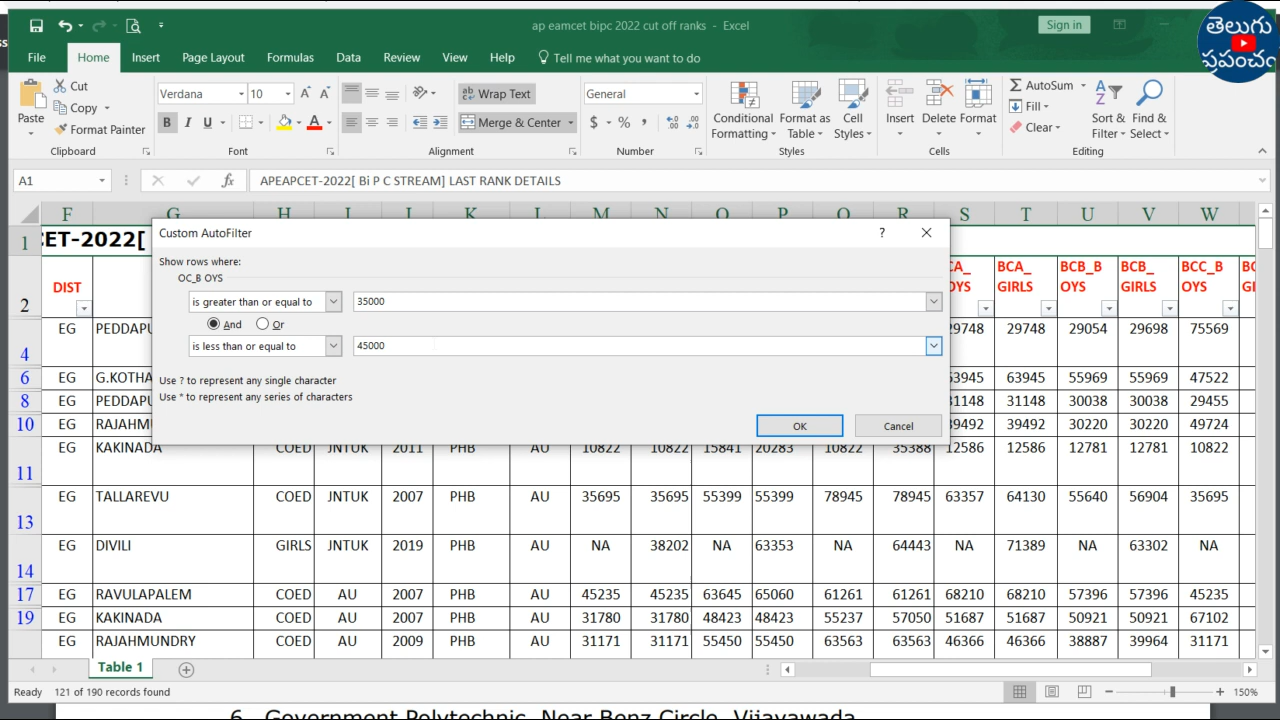 ap eamcet bipc 2022 cut off ranks - Excel
Sign in
తెలుగు
ప్రపంచం
File Home Insert Page Layout Formulas Data Review View Help Tell me what you want to do
Cut
Copy
Format Painter
Paste
Clipboard
Verdana 10
B I U
Font
Wrap Text
Merge & Center
Alignment
General
$ % ,
Number
Conditional Formatting
Format as Table
Cell Styles
Styles
Insert Delete Format
Cells
AutoSum
Fill
Clear
Sort & Filter
Find & Select
Editing
A1 fx APEAPCET-2022[ Bi P C STREAM] LAST RANK DETAILS
F G H I J K L M N O P Q R S T U V W
1 CET-2022[
2 DIST BCA_ GIRLS BCB_B OYS BCB_ GIRLS BCC_B OYS
Custom AutoFilter
Show rows where:
OC_B OYS
is greater than or equal to 35000
And Or
is less than or equal to 45000
Use ? to represent any single character
Use * to represent any series of characters
OK Cancel
4 EG PEDDAPU 29748 29748 29054 29698 75569
6 EG G.KOTHA 63945 63945 55969 55969 47522
8 EG PEDDAPU 31148 31148 30038 30038 29455
10 EG RAJAHMU 39492 39492 30220 30220 49724
11 EG KAKINADA COED JNTUK 2011 PHB AU 10822 10822 15841 20283 10822 35388 12586 12586 12781 12781 10822
13 EG TALLAREVU COED JNTUK 2007 PHB AU 35695 35695 55399 55399 78945 78945 63357 64130 55640 56904 35695
14 EG DIVILI GIRLS JNTUK 2019 PHB AU NA 38202 NA 63353 NA 64443 NA 71389 NA 63302 NA
17 EG RAVULAPALEM COED AU 2007 PHB AU 45235 45235 63645 65060 61261 61261 68210 68210 57396 57396 45235
19 EG KAKINADA COED AU 2007 PHB AU 31780 31780 48423 48423 55237 57050 51687 51687 50921 50921 67102
EG RAJAHMUNDRY COED AU 2009 PHB AU 31171 31171 55450 55450 63563 63563 46366 46366 38887 39964 31171
Table 1
Ready 121 of 190 records found 150%
6 Government Polytechnic, Near Benz Circle, Vijayawada